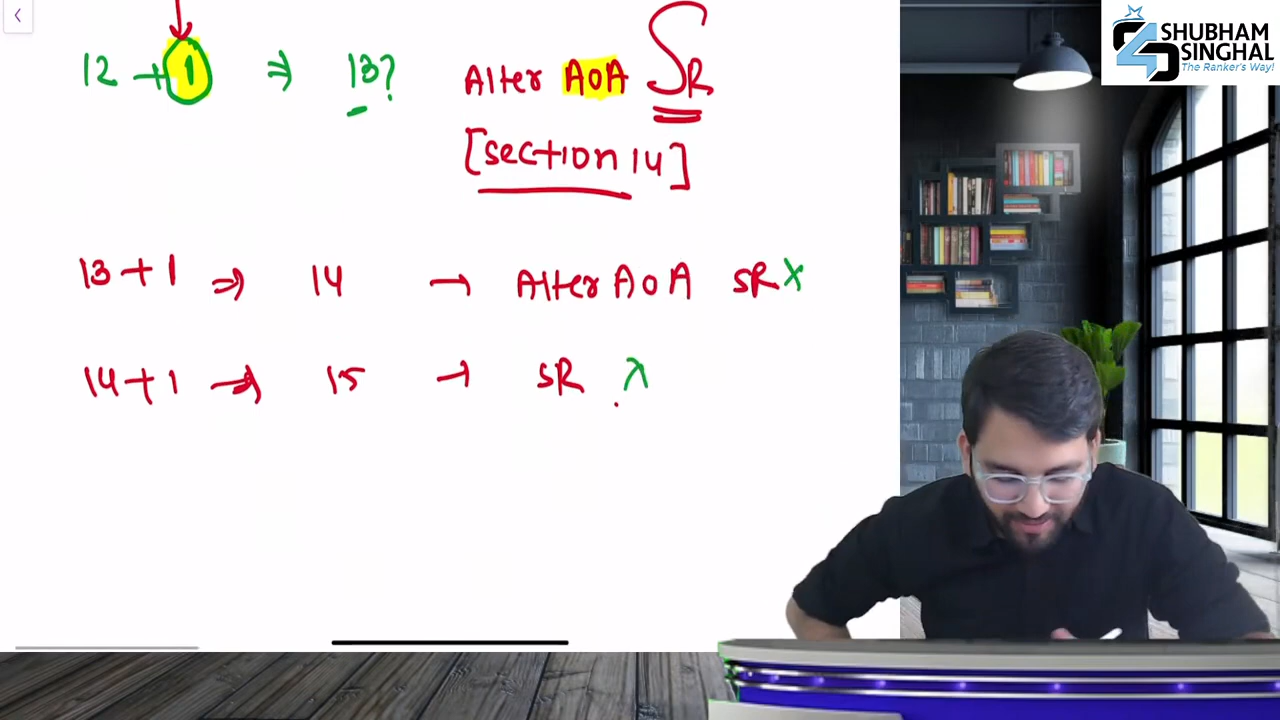 12 + 1 ⇒ 13? Alter AOA SR
[section 14]
13 + 1 ⇒ 14 → Alter AOA SR X
14 + 1 ⇒ 15 → SR X
SHUBHAM
SINGHAL
The Ranker's Way!